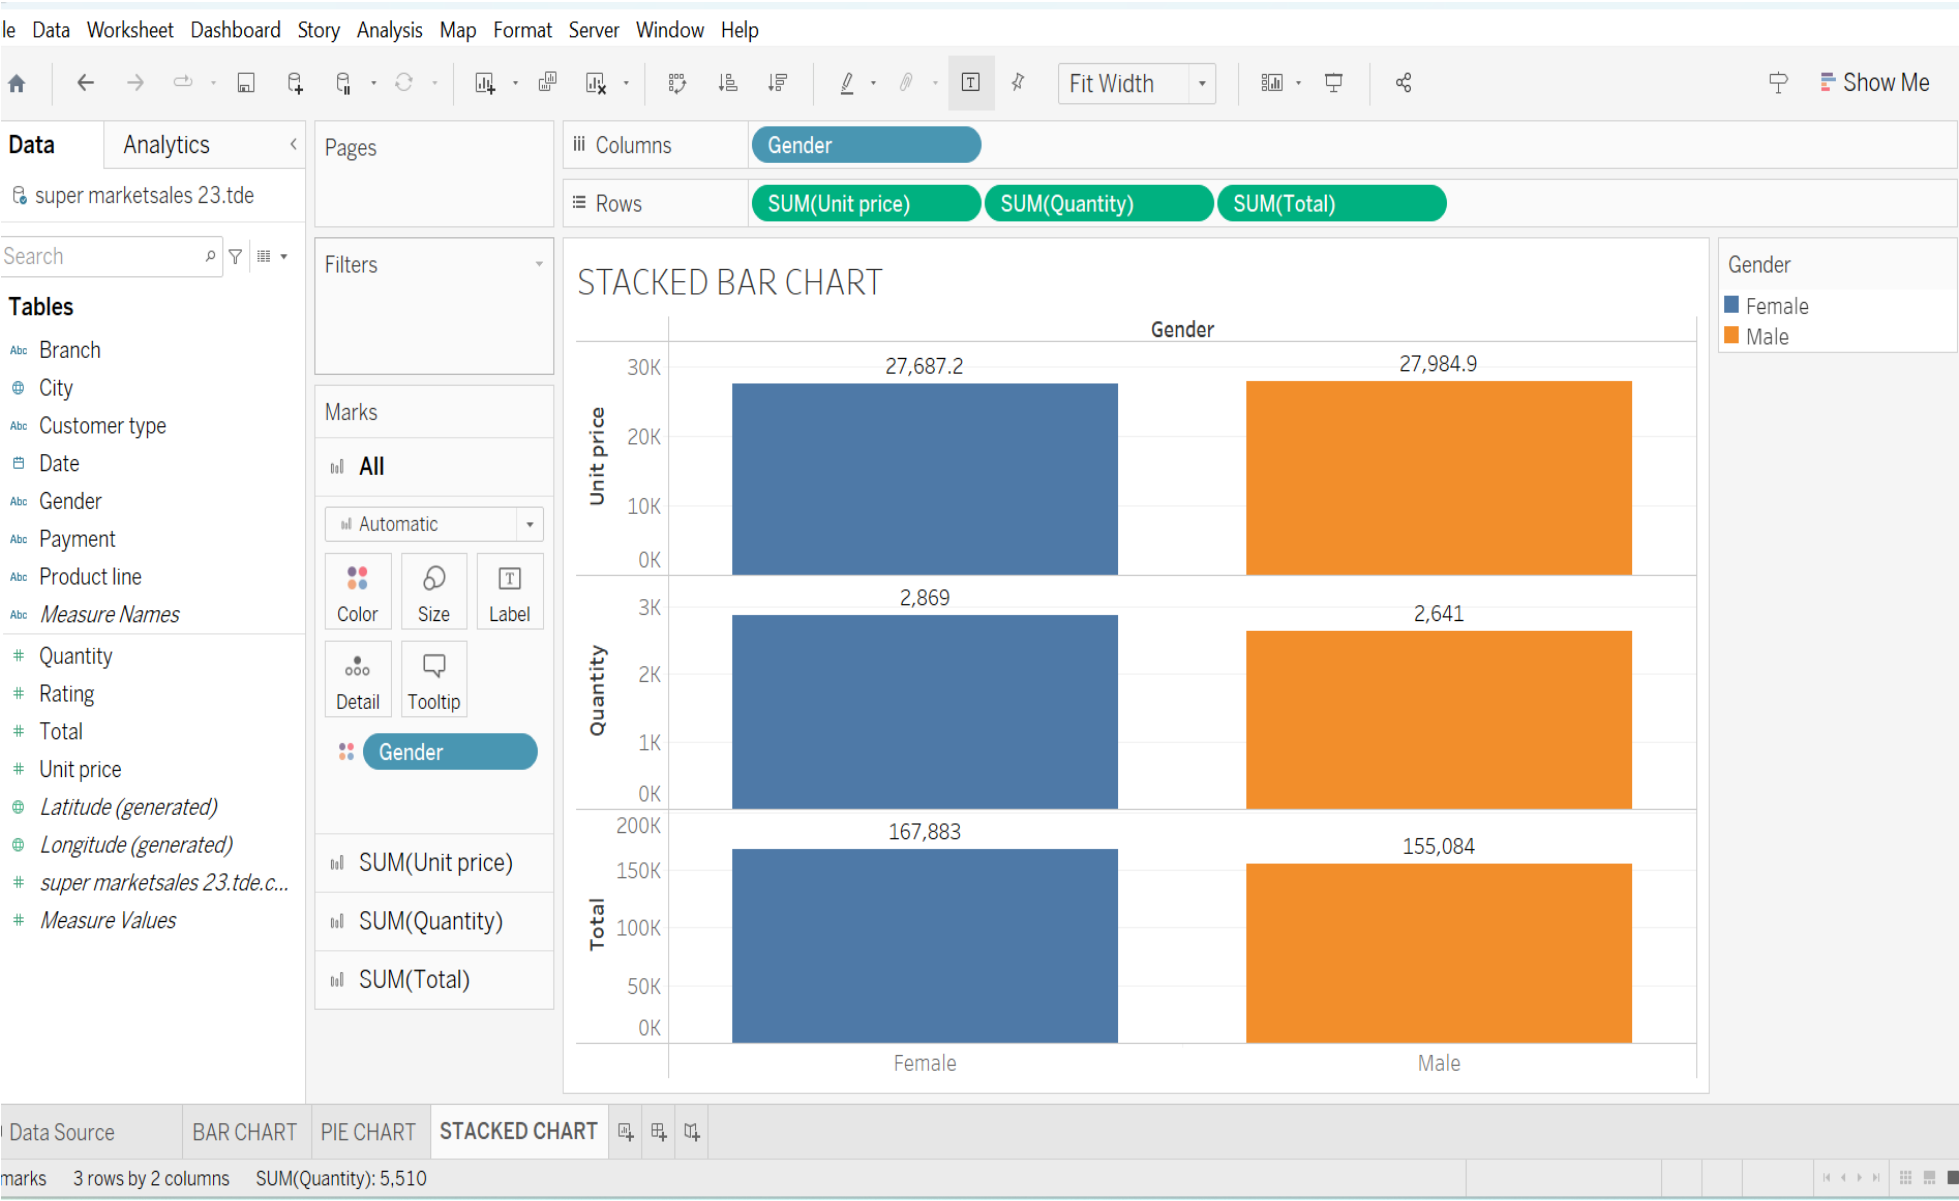 le Data Worksheet Dashboard Story Analysis Map Format Server Window Help
Fit Width
Show Me
Data Analytics
super marketsales 23.tde
Search
Tables
Abc Branch
City
Abc Customer type
Date
Abc Gender
Abc Payment
Abc Product line
Abc Measure Names
# Quantity
# Rating
# Total
# Unit price
Latitude (generated)
Longitude (generated)
# super marketsales 23.tde.c...
# Measure Values
Pages
Filters
Marks
All
Automatic
Color Size T Label
Detail Tooltip
Gender
SUM(Unit price)
SUM(Quantity)
SUM(Total)
iii Columns Gender
Rows SUM(Unit price) SUM(Quantity) SUM(Total)
STACKED BAR CHART
Gender
Unit price
30K
20K
10K
0K
27,687.2 27,984.9
Quantity
3K
2K
1K
0K
2,869 2,641
Total
200K
150K
100K
50K
0K
167,883 155,084
Female Male
Gender
Female
Male
Data Source BAR CHART PIE CHART STACKED CHART
marks 3 rows by 2 columns SUM(Quantity): 5,510